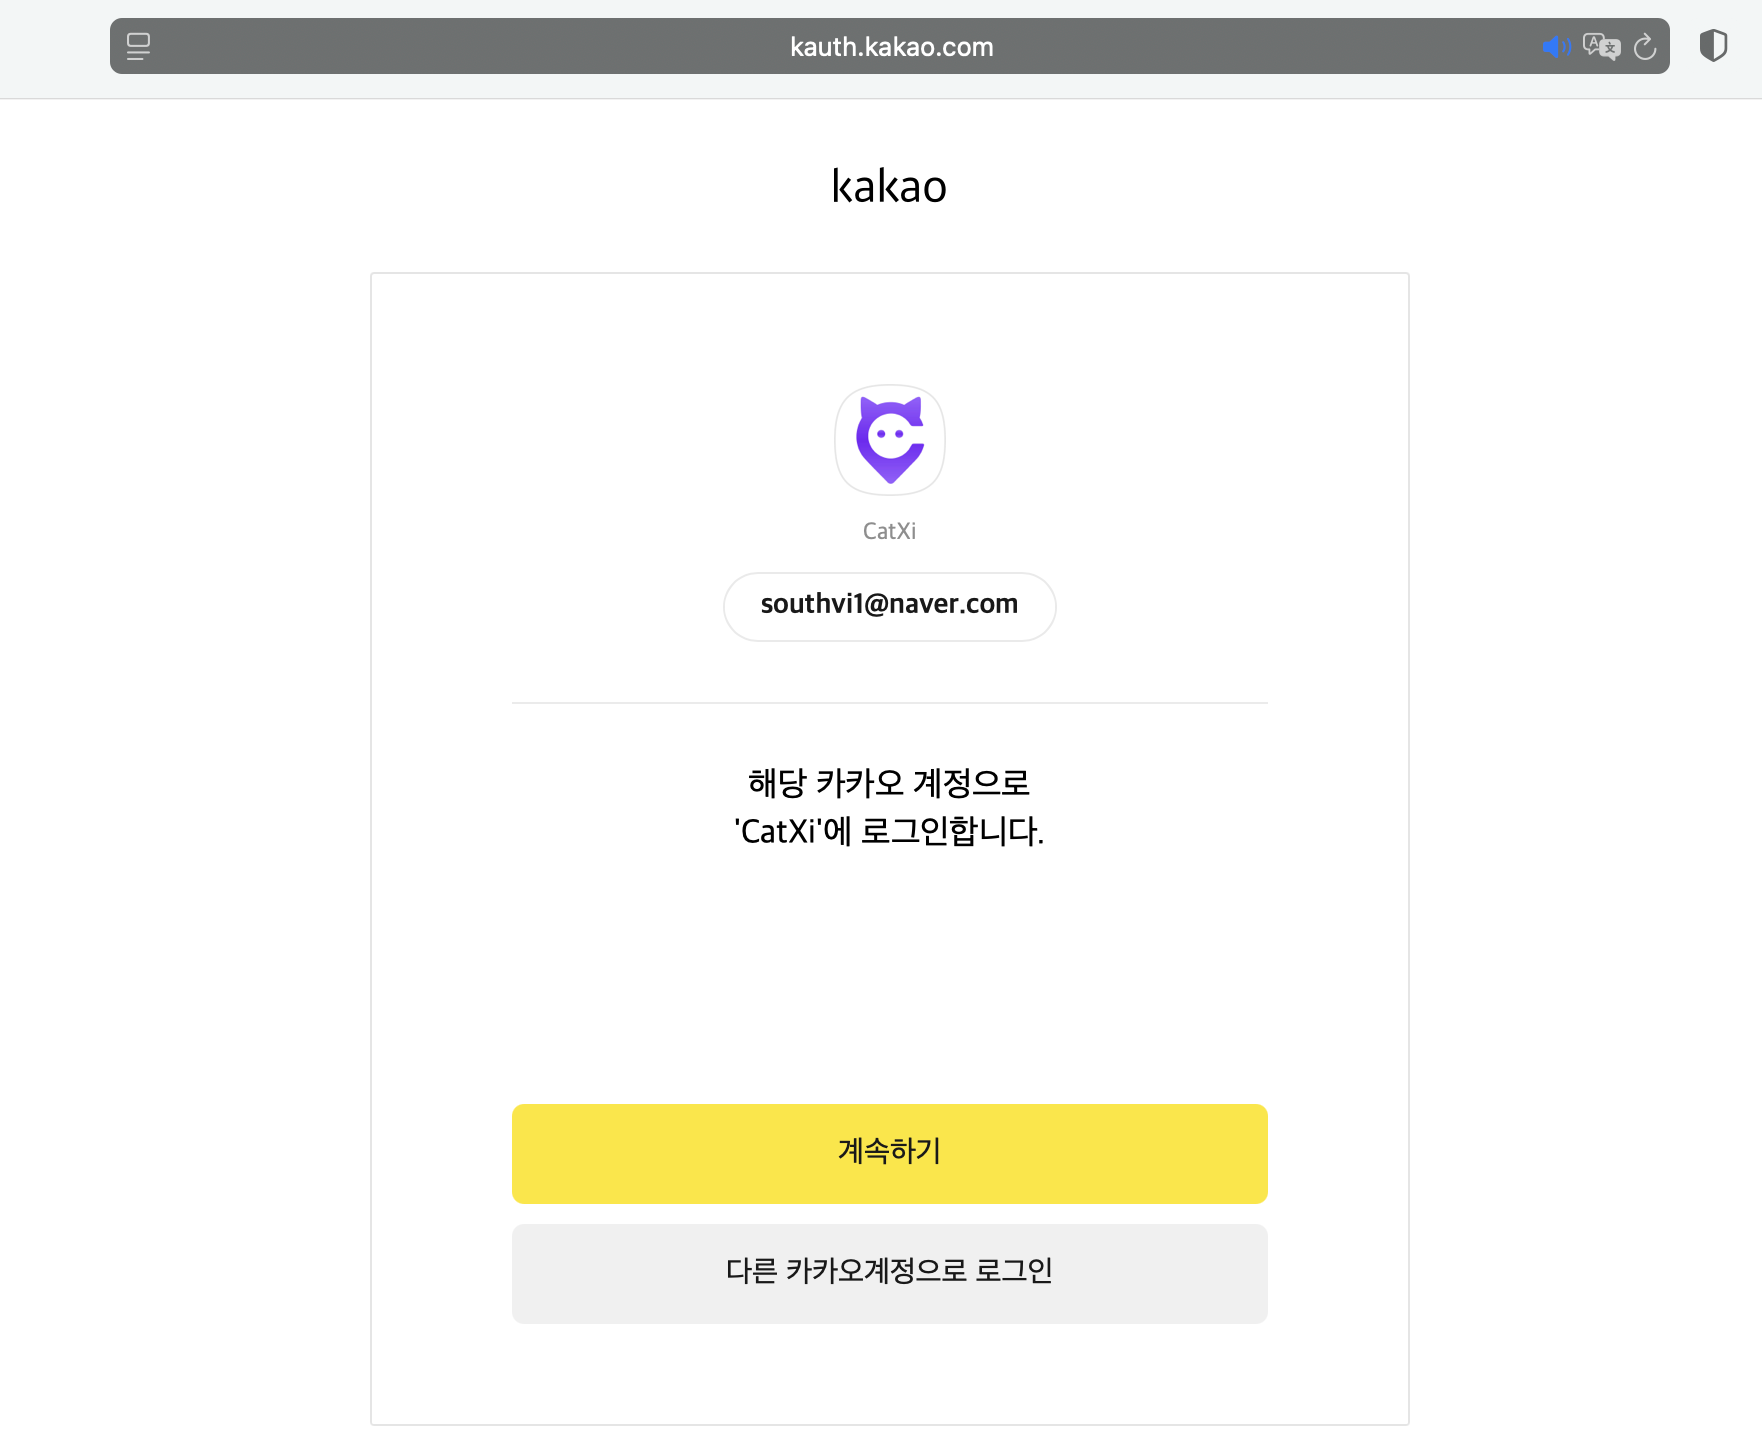 kauth.kakao.com
kakao
CatXi
southvi1@naver.com
해당 카카오 계정으로
'CatXi'에 로그인합니다.
계속하기
다른 카카오계정으로 로그인